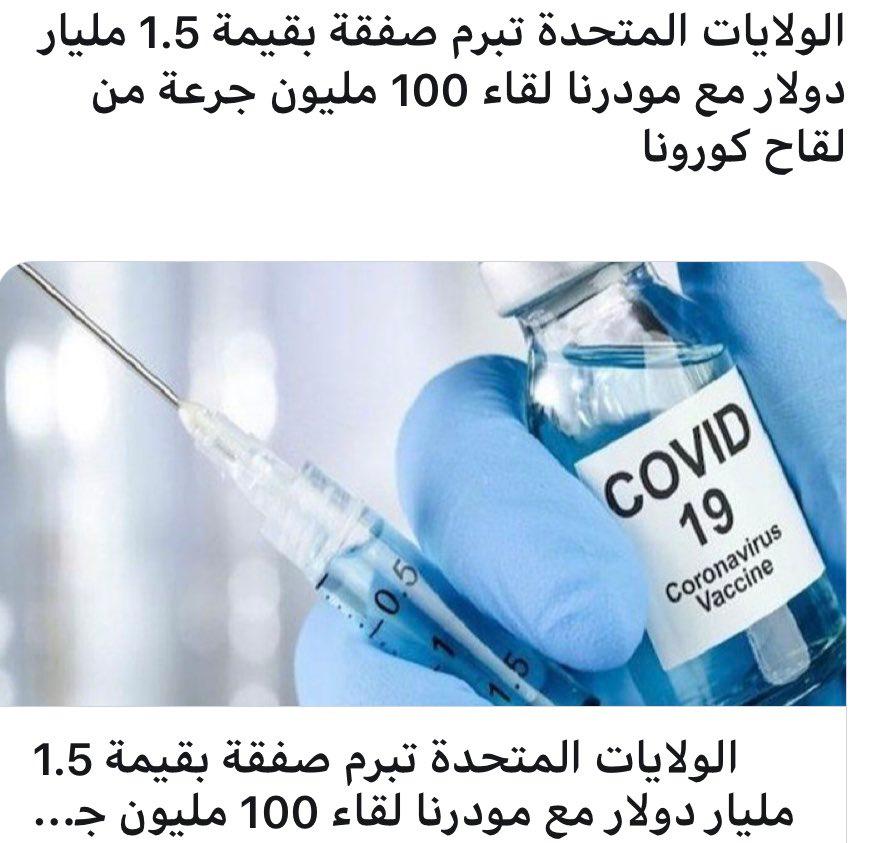 الولايات المتحدة تبرم صفقة بقيمة 1.5 مليار
دولار مع مودرنا لقاء 100 مليون جرعة من
لقاح كورونا
COVID
19
Coronavirus
Vaccine
0.5
1
1.5
الولايات المتحدة تبرم صفقة بقيمة 1.5
مليار دولار مع مودرنا لقاء 100 مليون جـ...